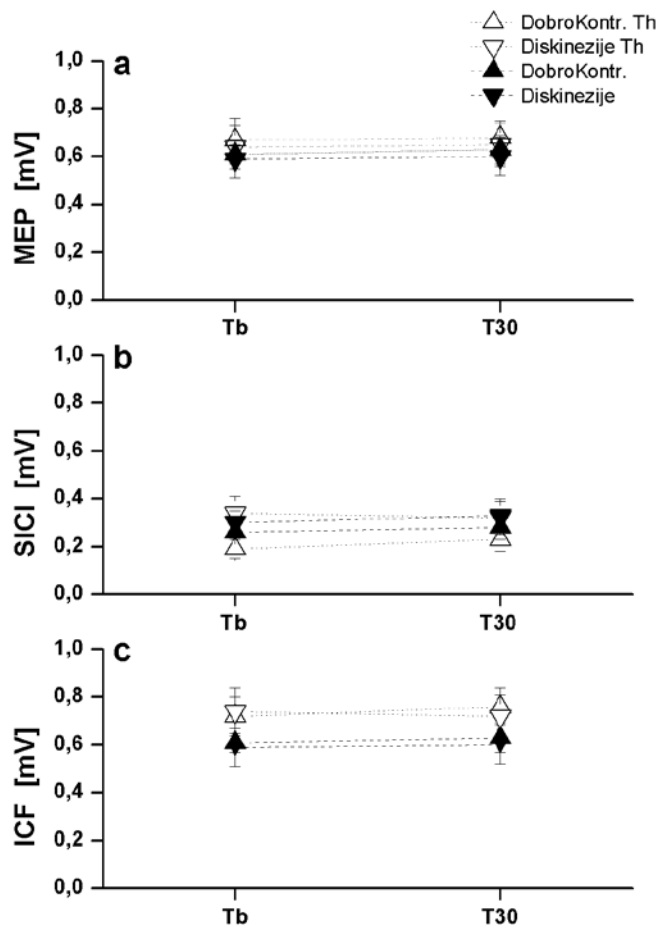 DobroKontr. Th
Diskinezije Th
DobroKontr.
Diskinezije
a
MEP [mV]
1,0
0,8
0,6
0,4
0,2
0,0
Tb T30
b
SICI [mV]
1,0
0,8
0,6
0,4
0,2
0,0
Tb T30
c
ICF [mV]
1,0
0,8
0,6
0,4
0,2
0,0
Tb T30